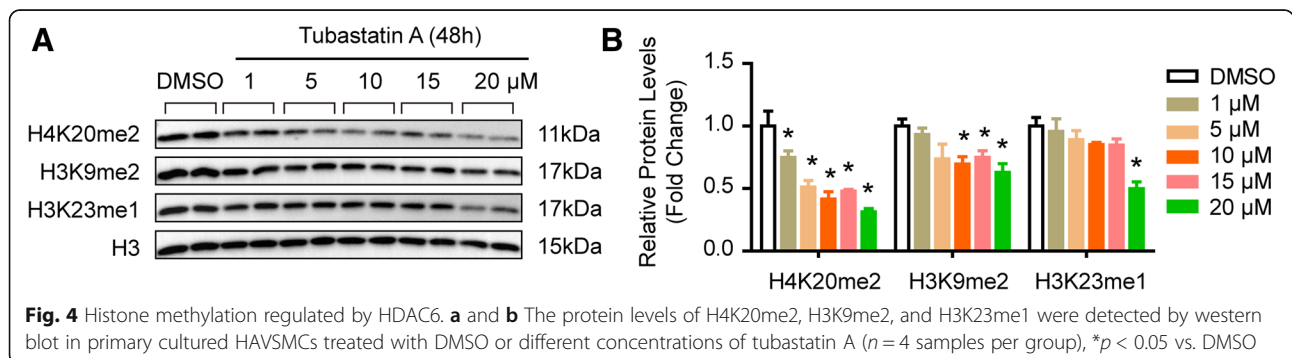 A
Tubastatin A (48h)
DMSO 1 5 10 15 20 μM
H4K20me2 11kDa
H3K9me2 17kDa
H3K23me1 17kDa
H3 15kDa
B
Relative Protein Levels
(Fold Change)
1.5
1.0
0.5
0.0
* * * * *
* * *
*
H4K20me2 H3K9me2 H3K23me1
DMSO
1 μM
5 μM
10 μM
15 μM
20 μM
Fig. 4 Histone methylation regulated by HDAC6. a and b The protein levels of H4K20me2, H3K9me2, and H3K23me1 were detected by western
blot in primary cultured HAVSMCs treated with DMSO or different concentrations of tubastatin A (n = 4 samples per group), *p < 0.05 vs. DMSO